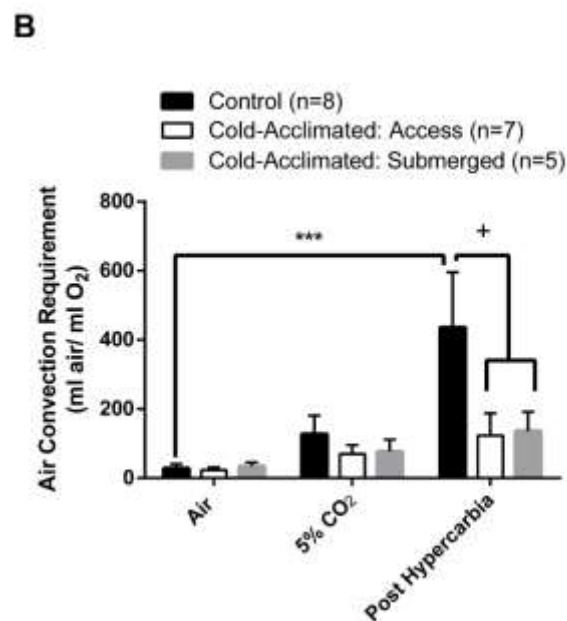 B
Control (n=8)
Cold-Acclimated: Access (n=7)
Cold-Acclimated: Submerged (n=5)
Air Convection Requirement
(ml air/ ml O₂)
800
600
400
200
0
***
+
Air
5% CO₂
Post Hypercarbia